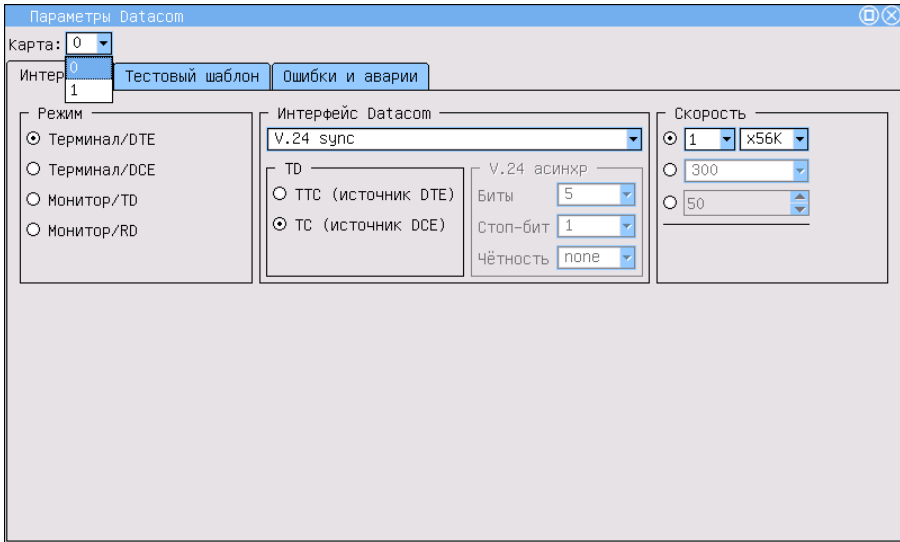 Параметры Datacom
Карта: 0
0
1
Интер Тестовый шаблон Ошибки и аварии
Режим
Терминал/DTE
Терминал/DCE
Монитор/TD
Монитор/RD
Интерфейс Datacom
V.24 sync
TD
TTC (источник DTE)
TC (источник DCE)
V.24 асинхр
Биты 5
Стоп-бит 1
Чётность none
Скорость
1 x56K
300
50